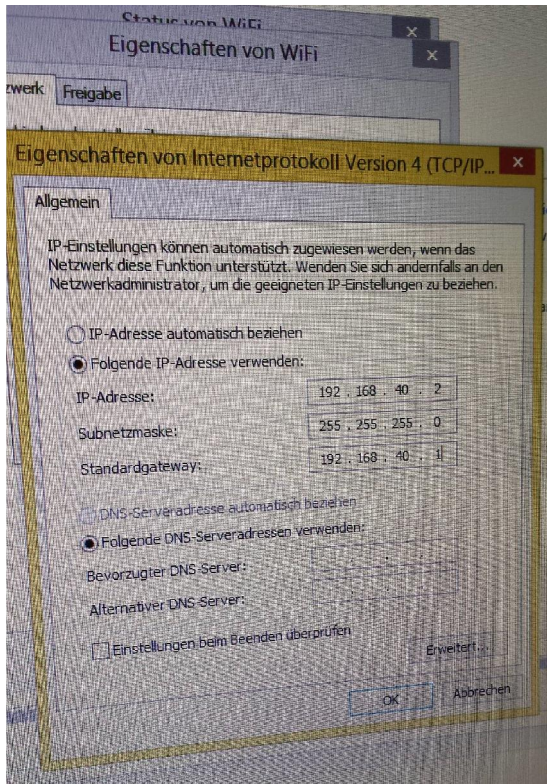 Status von WiFi
Eigenschaften von WiFi
zwerk Freigabe
Eigenschaften von Internetprotokoll Version 4 (TCP/IP...
Allgemein
IP-Einstellungen können automatisch zugewiesen werden, wenn das
Netzwerk diese Funktion unterstützt. Wenden Sie sich andernfalls an den
Netzwerkadministrator, um die geeigneten IP-Einstellungen zu beziehen.
IP-Adresse automatisch beziehen
Folgende IP-Adresse verwenden:
IP-Adresse: 192 . 168 . 40 . 2
Subnetzmaske: 255 . 255 . 255 . 0
Standardgateway: 192 . 168 . 40 . 1
DNS-Serveradresse automatisch beziehen
Folgende DNS-Serveradressen verwenden:
Bevorzugter DNS-Server:
Alternativer DNS-Server:
Einstellungen beim Beenden überprüfen
Erweitert...
OK Abbrechen